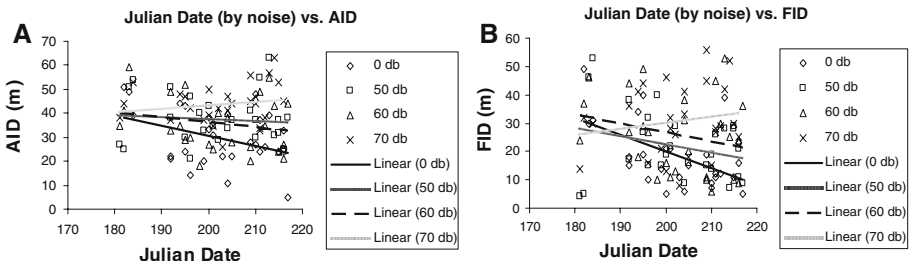 Julian Date (by noise) vs. AID
A
70
60
50
40
30
20
10
0
AID (m)
170 180 190 200 210 220
Julian Date
0 db
50 db
60 db
70 db
Linear (0 db)
Linear (50 db)
Linear (60 db)
Linear (70 db)
Julian Date (by noise) vs. FID
B
60
50
40
30
20
10
0
FID (m)
170 180 190 200 210 220
Julian Date
0 db
50 db
60 db
70 db
Linear (0 db)
Linear (50 db)
Linear (60 db)
Linear (70 db)